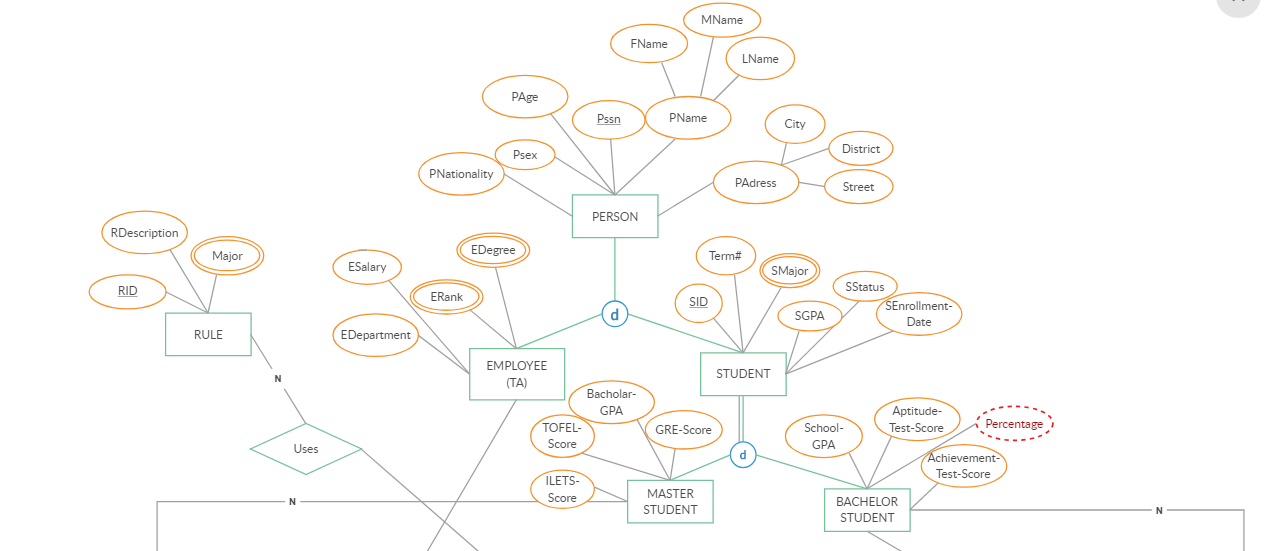 MName
FName
LName
PAge
Pssn
PName
City
Psex
District
PNationality
PAdress
Street
PERSON
RDescription
Major
RID
RULE
ESalary
EDegree
ERank
EDepartment
d
Term#
SMajor
SID
SStatus
SGPA
SEnrollment-
Date
EMPLOYEE
(TA)
STUDENT
N
Uses
Bacholar-
GPA
TOFEL-
Score
GRE-Score
ILETS-
Score
d
School-
GPA
Aptitude-
Test-Score
Percentage
Achievement-
Test-Score
MASTER
STUDENT
BACHELOR
STUDENT
N
N